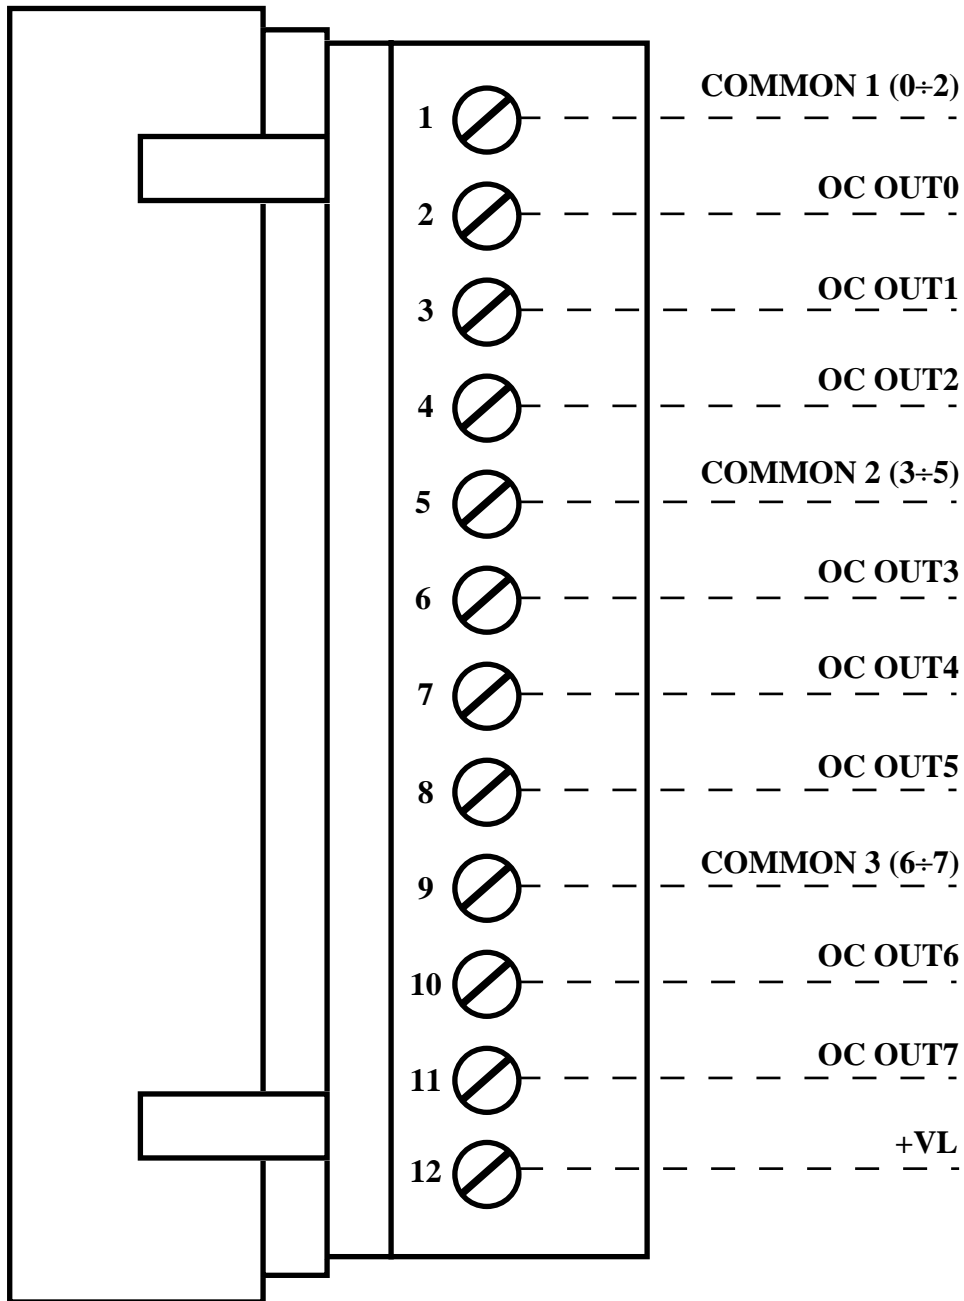 1 COMMON 1 (0÷2)
2 OC OUT0
3 OC OUT1
4 OC OUT2
5 COMMON 2 (3÷5)
6 OC OUT3
7 OC OUT4
8 OC OUT5
9 COMMON 3 (6÷7)
10 OC OUT6
11 OC OUT7
12 +VL